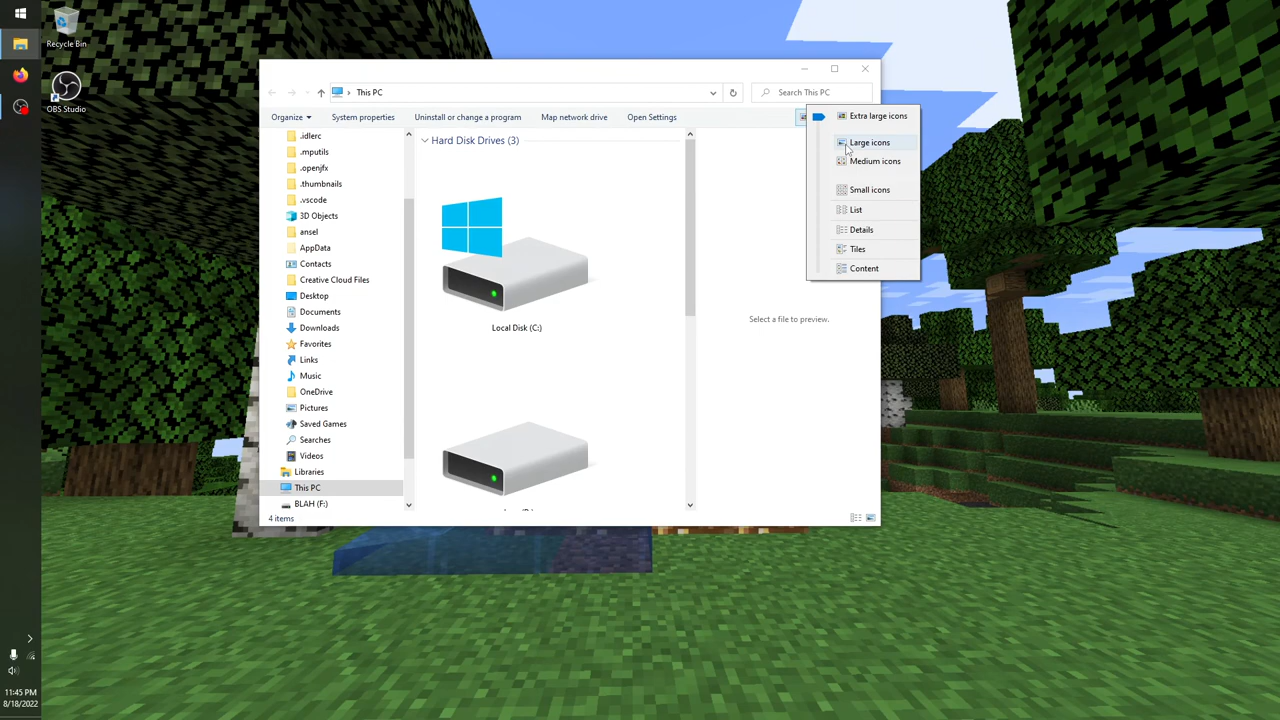 Recycle Bin
OBS Studio
This PC
Search This PC
Organize
System properties
Uninstall or change a program
Map network drive
Open Settings
.idlerc
.mputils
.openjfx
.thumbnails
.vscode
3D Objects
ansel
AppData
Contacts
Creative Cloud Files
Desktop
Documents
Downloads
Favorites
Links
Music
OneDrive
Pictures
Saved Games
Searches
Videos
Libraries
This PC
BLAH (F:)
Hard Disk Drives (3)
Local Disk (C:)
Select a file to preview.
Extra large icons
Large icons
Medium icons
Small icons
List
Details
Tiles
Content
4 items
11:45 PM
8/18/2022